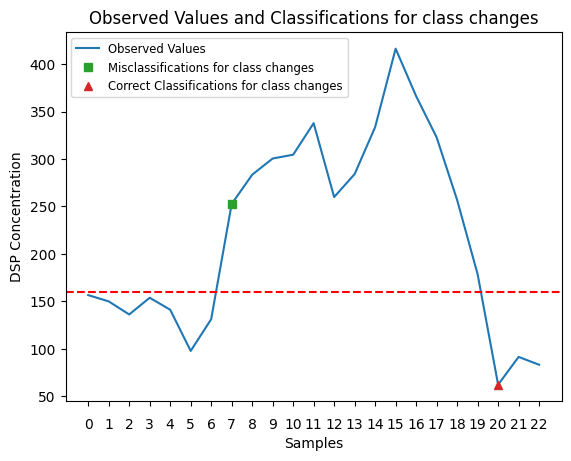 Observed Values and Classifications for class changes
Observed Values
Misclassifications for class changes
Correct Classifications for class changes
DSP Concentration
400
350
300
250
200
150
100
50
0 1 2 3 4 5 6 7 8 9 10 11 12 13 14 15 16 17 18 19 20 21 22
Samples